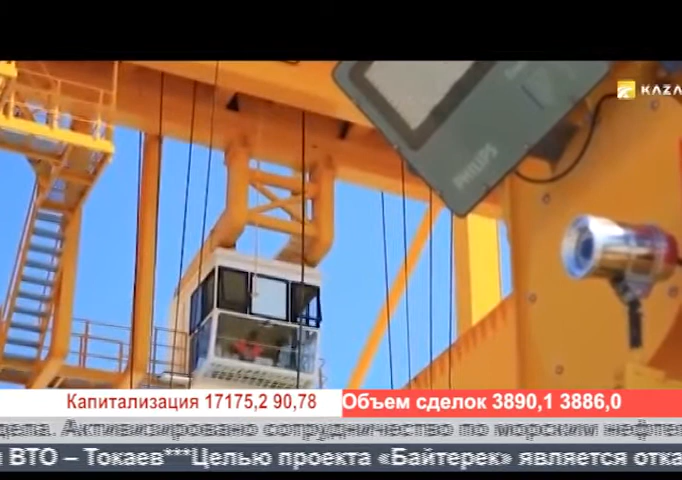 KAZA
PHILIPS
Капитализация 17175,2 90,78
Объем сделок 3890,1 3886,0
дела. Активизировано сотрудничество по морским нефте
ВТО – Токаев***Целью проекта «Байтерек» является отка